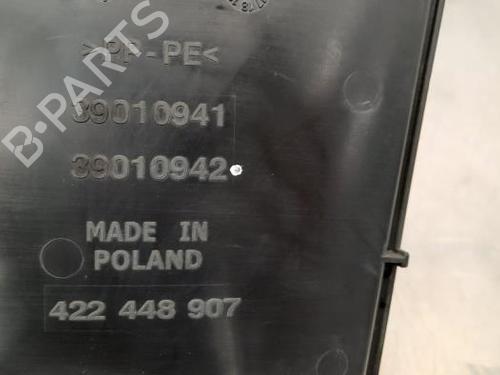 >PP-PE<
39010941
39010942
MADE IN
POLAND
422 448 907
B-PARTS